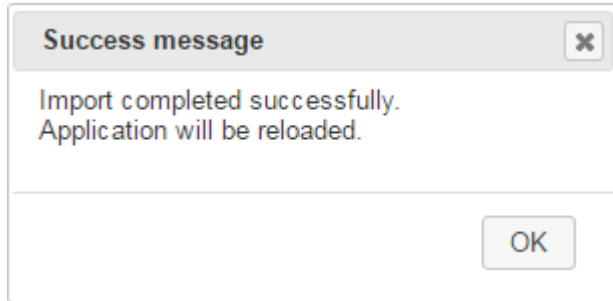 Success message
Import completed successfully.
Application will be reloaded.
OK